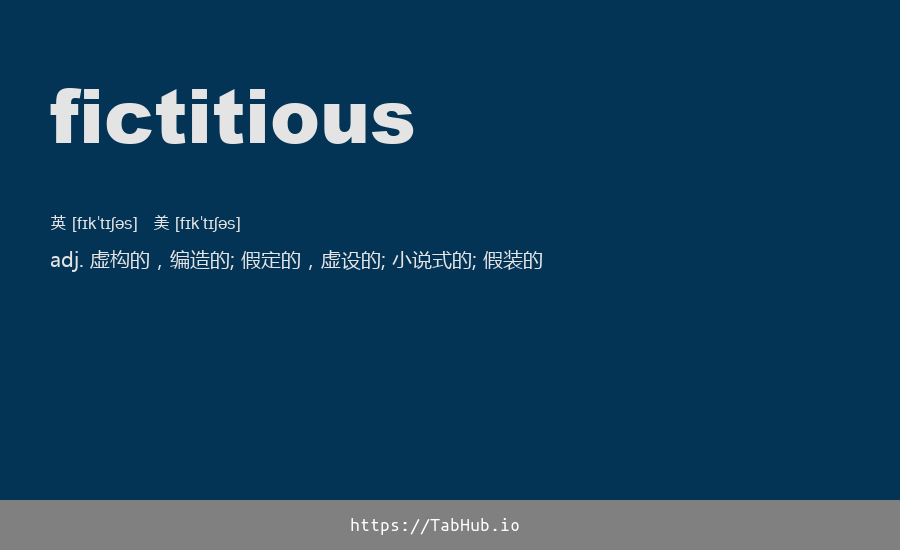 fictitious
英 [fɪkˈtɪʃəs] 美 [fɪkˈtɪʃəs]
adj. 虚构的，编造的; 假定的，虚设的; 小说式的; 假装的
https://TabHub.io